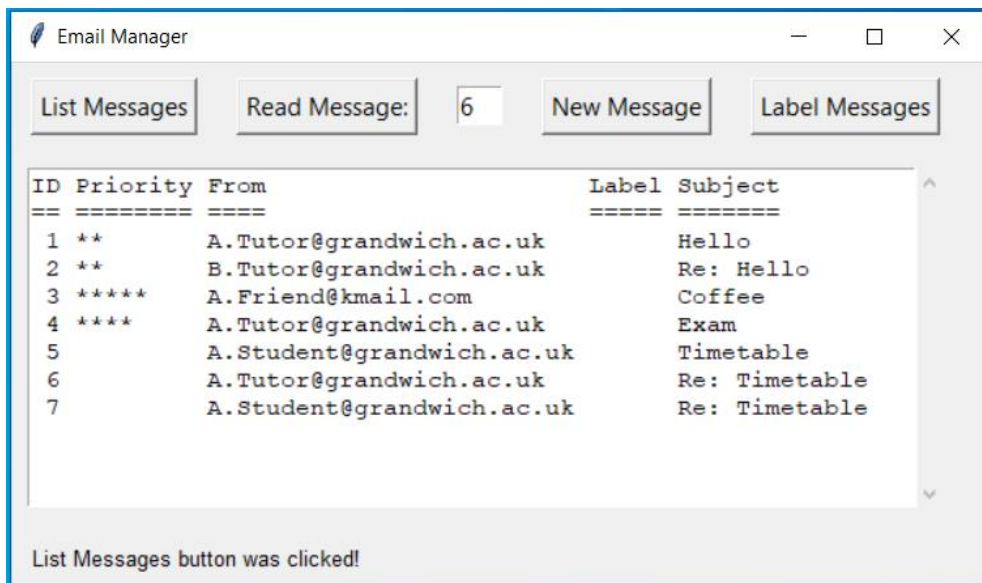 Email Manager
List Messages Read Message: 6 New Message Label Messages
ID Priority From                      Label Subject
== ======== ====                      ===== =======
 1 **       A.Tutor@grandwich.ac.uk         Hello
 2 **       B.Tutor@grandwich.ac.uk         Re: Hello
 3 *****    A.Friend@kmail.com              Coffee
 4 ****     A.Tutor@grandwich.ac.uk         Exam
 5          A.Student@grandwich.ac.uk       Timetable
 6          A.Tutor@grandwich.ac.uk         Re: Timetable
 7          A.Student@grandwich.ac.uk       Re: Timetable
List Messages button was clicked!